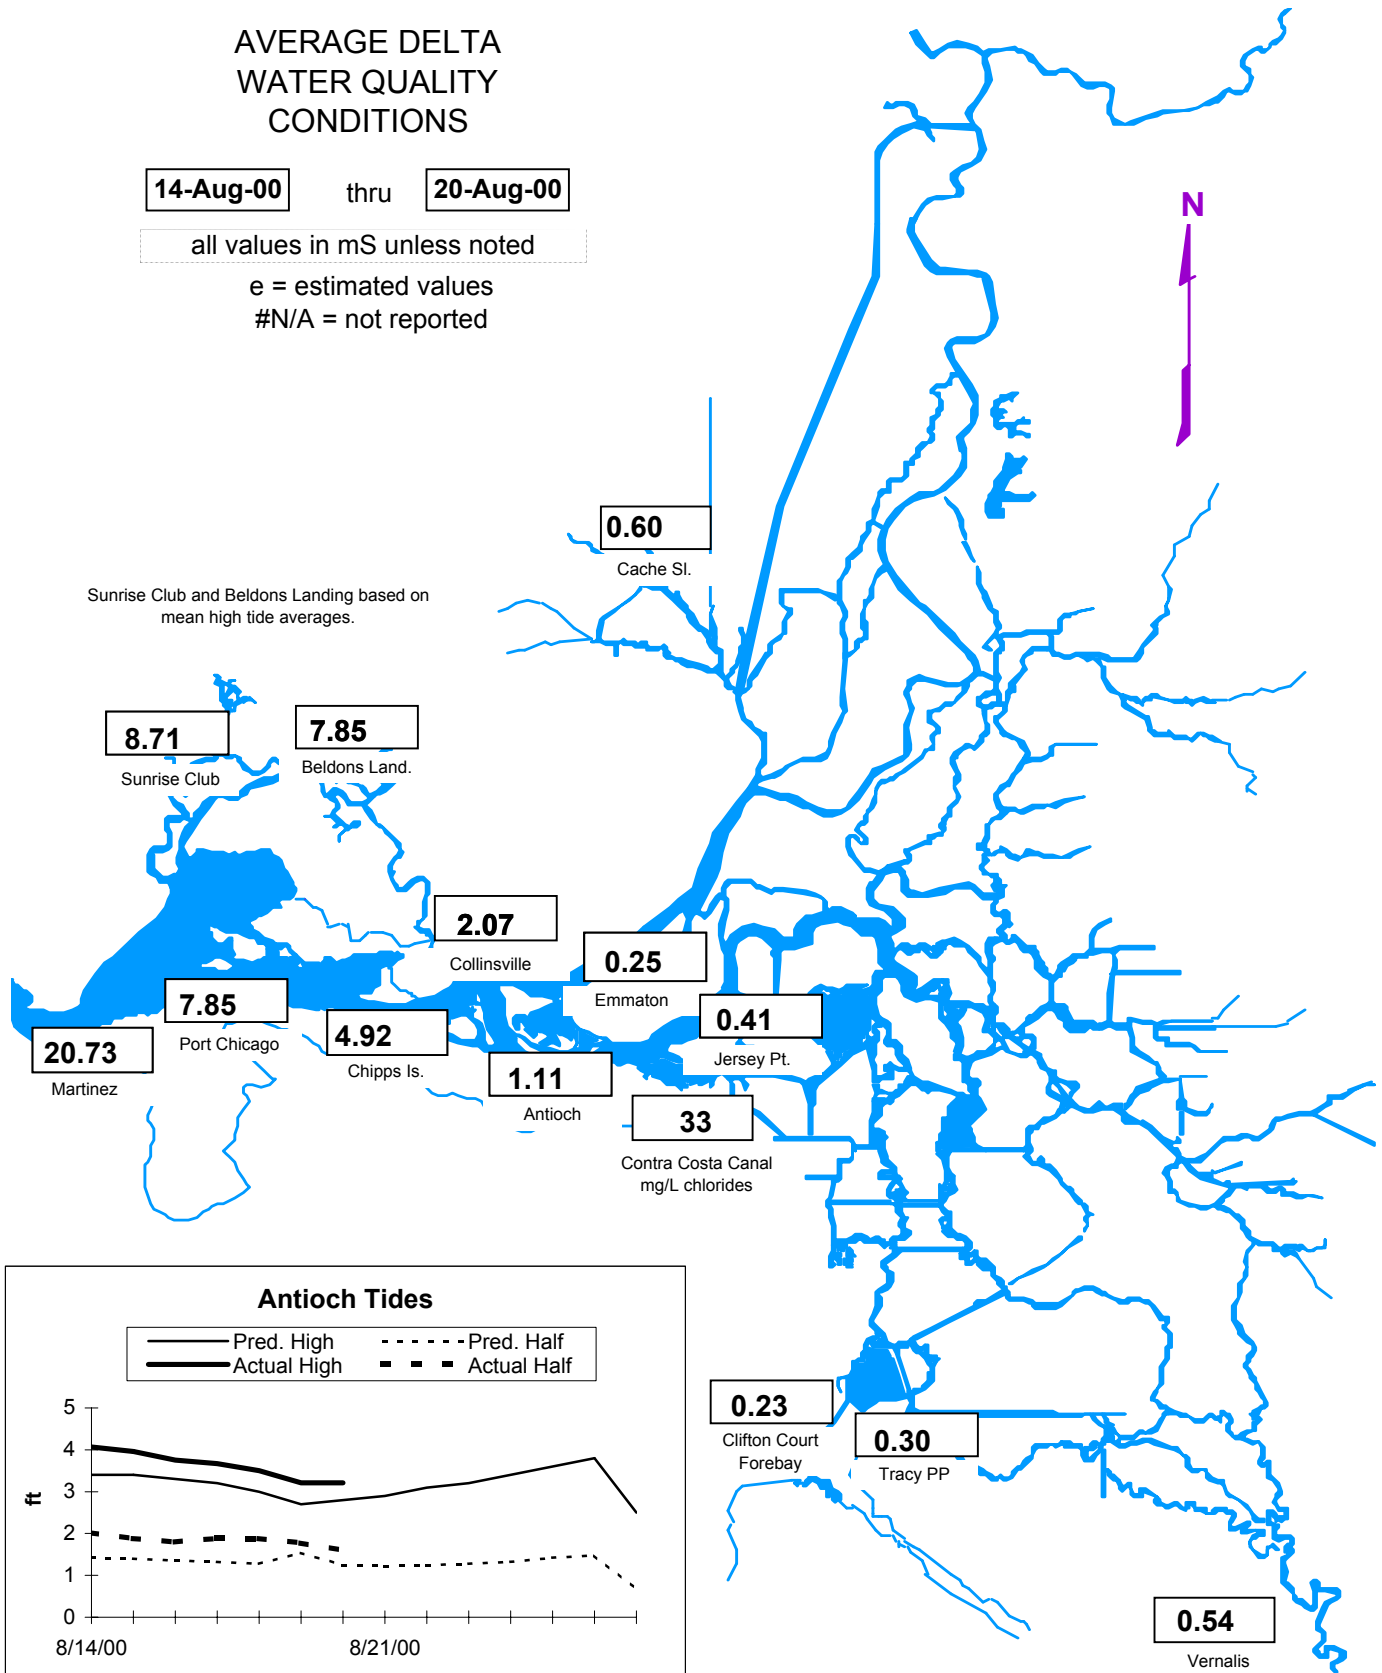 AVERAGE DELTA
WATER QUALITY
CONDITIONS
14-Aug-00 thru 20-Aug-00
all values in mS unless noted
e = estimated values
#N/A = not reported
N
0.60
Cache Sl.
Sunrise Club and Beldons Landing based on
mean high tide averages.
8.71
Sunrise Club
7.85
Beldons Land.
2.07
Collinsville
0.25
Emmaton
7.85
Port Chicago
20.73
Martinez
4.92
Chipps Is.
0.41
Jersey Pt.
1.11
Antioch
33
Contra Costa Canal
mg/L chlorides
Antioch Tides
Pred. High Pred. Half
Actual High Actual Half
5
4
3
2
1
0
ft
8/14/00 8/21/00
0.23
Clifton Court
Forebay
0.30
Tracy PP
0.54
Vernalis